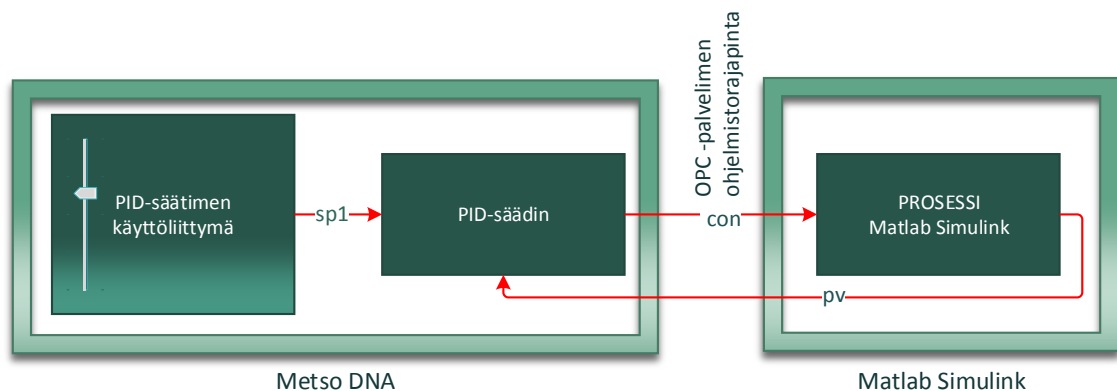 OPC -palvelimen
ohjelmistorajapinta
PID-säätimen
käyttöliittymä
sp1
PID-säädin
con
PROSESSI
Matlab Simulink
pv
Metso DNA
Matlab Simulink